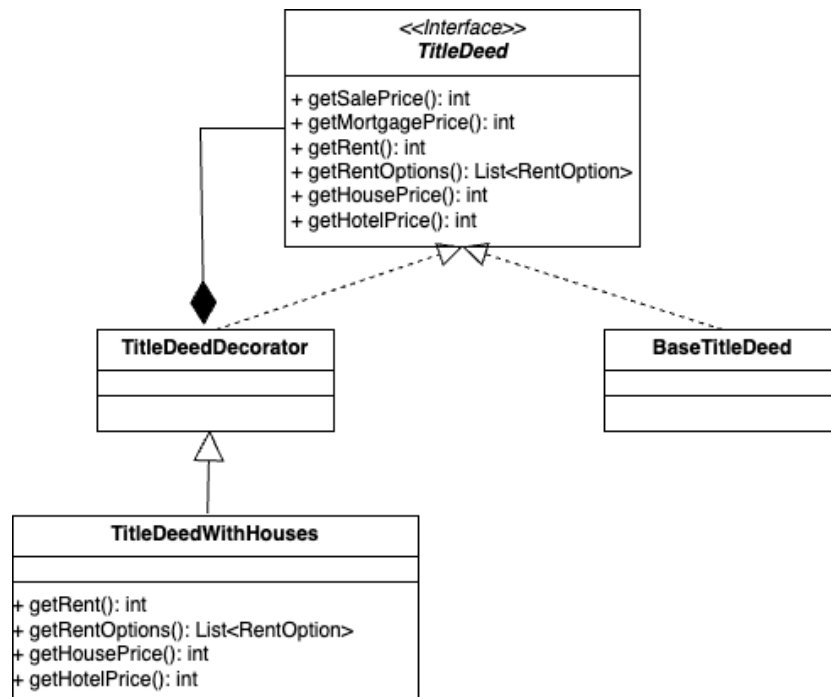 <<Interface>>
TitleDeed
+ getSalePrice(): int
+ getMortgagePrice(): int
+ getRent(): int
+ getRentOptions(): List<RentOption>
+ getHousePrice(): int
+ getHotelPrice(): int
TitleDeedDecorator
BaseTitleDeed
TitleDeedWithHouses
+ getRent(): int
+ getRentOptions(): List<RentOption>
+ getHousePrice(): int
+ getHotelPrice(): int